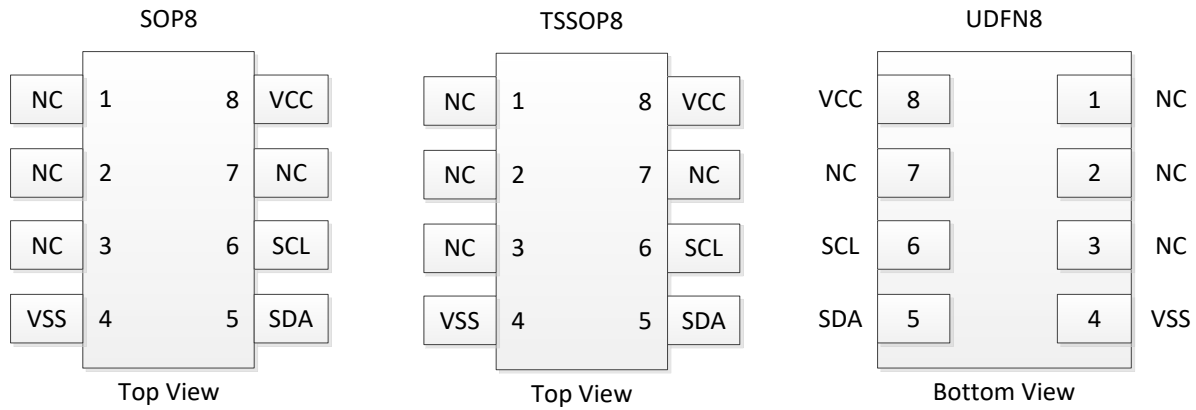 SOP8 TSSOP8 UDFN8
NC 1 8 VCC NC 1 8 VCC VCC 8 1 NC
NC 2 7 NC NC 2 7 NC NC 7 2 NC
NC 3 6 SCL NC 3 6 SCL SCL 6 3 NC
VSS 4 5 SDA VSS 4 5 SDA SDA 5 4 VSS
Top View Top View Bottom View